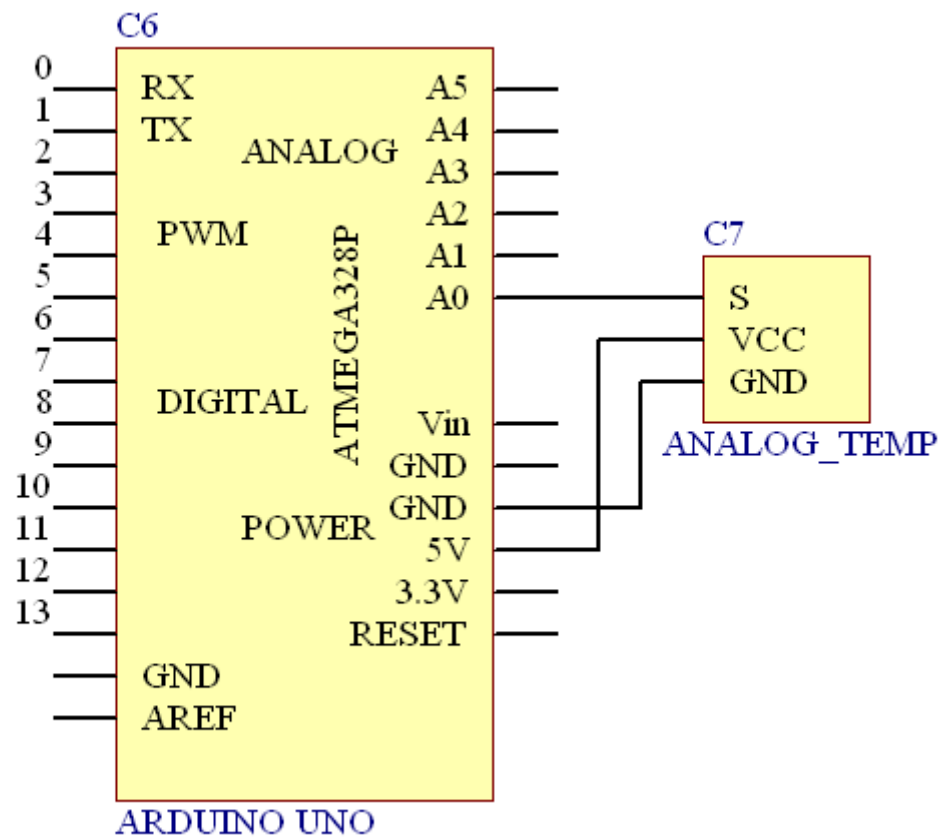 C6
0
RX
A5
1
TX
A4
2
ANALOG
A3
3
A2
4
PWM
A1
5
A0
6
7
8
DIGITAL
ATMEGA328P
Vin
9
GND
10
GND
11
POWER
5V
12
3.3V
13
RESET
GND
AREF
ARDUINO UNO
C7
S
VCC
GND
ANALOG_TEMP